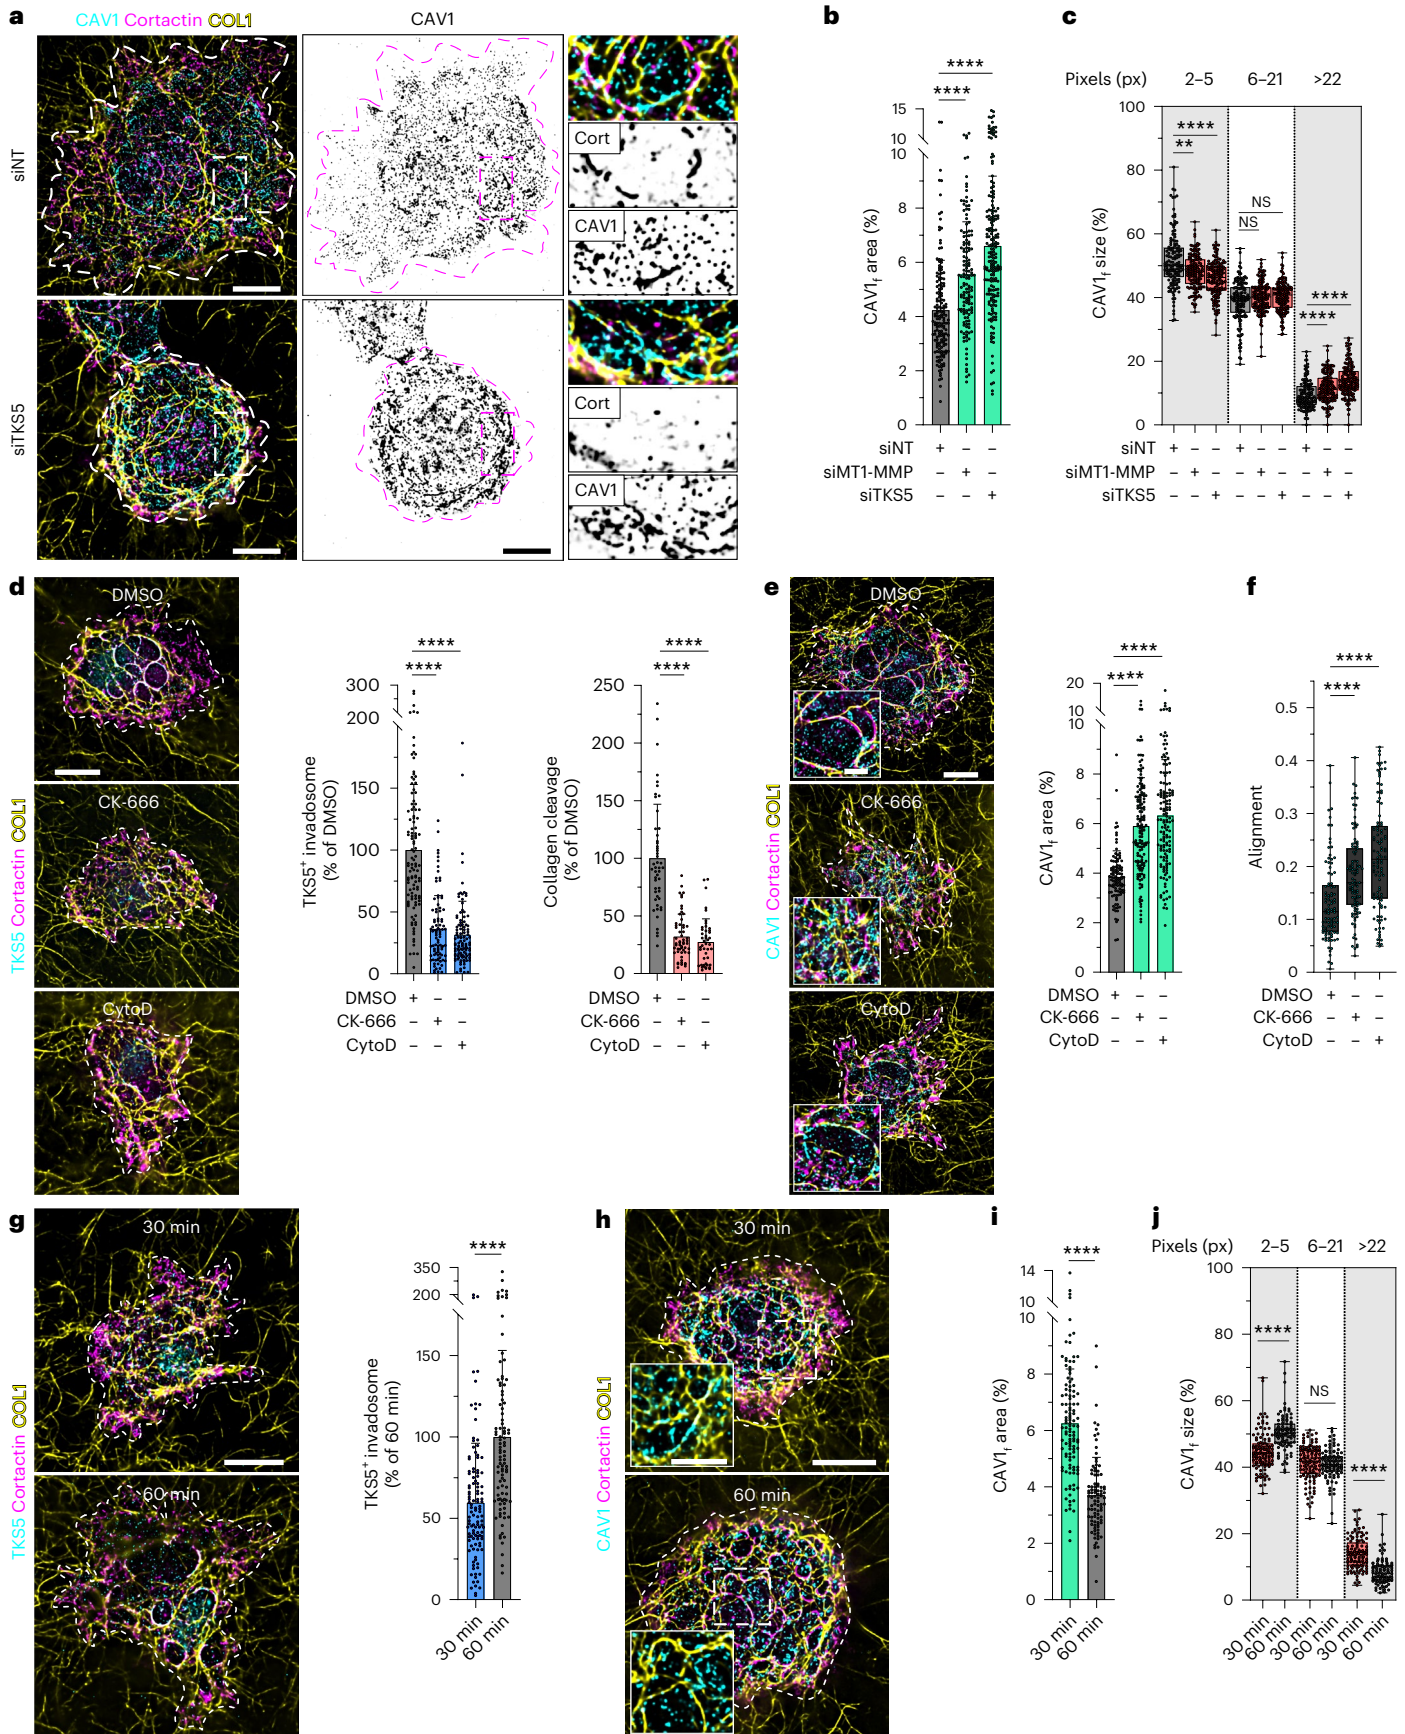 a
CAV1 Cortactin COL1
CAV1
siNT
Cort
CAV1
siTKS5
Cort
CAV1
b
****
****
15
10
10
8
6
4
2
0
CAV1f area (%)
siNT + – –
siMT1-MMP – + –
siTKS5 – – +
c
Pixels (px) 2–5 6–21 >22
100
80
60
40
20
0
CAV1f size (%)
****
**
NS
NS
****
****
siNT + – – + – – + – –
siMT1-MMP – + – – + – – + –
siTKS5 – – + – – + – – +
d
TKS5 Cortactin COL1
DMSO
CK-666
CytoD
****
****
300
200
150
100
50
0
TKS5+ invadosome
(% of DMSO)
DMSO + – –
CK-666 – + –
CytoD – – +
****
****
250
200
150
100
50
0
Collagen cleavage
(% of DMSO)
DMSO + – –
CK-666 – + –
CytoD – – +
e
CAV1 Cortactin COL1
DMSO
CK-666
CytoD
****
****
20
10
10
8
6
4
2
0
CAV1f area (%)
DMSO + – –
CK-666 – + –
CytoD – – +
f
****
****
0.5
0.4
0.3
0.2
0.1
0
Alignment
DMSO + – –
CK-666 – + –
CytoD – – +
g
TKS5 Cortactin COL1
30 min
60 min
****
350
200
150
100
50
0
TKS5+ invadosome
(% of 60 min)
30 min
60 min
h
CAV1 Cortactin COL1
30 min
60 min
i
****
14
10
10
8
6
4
2
0
CAV1f area (%)
30 min
60 min
j
Pixels (px) 2–5 6–21 >22
100
80
60
40
20
0
CAV1f size (%)
****
NS
****
30 min
60 min
30 min
60 min
30 min
60 min